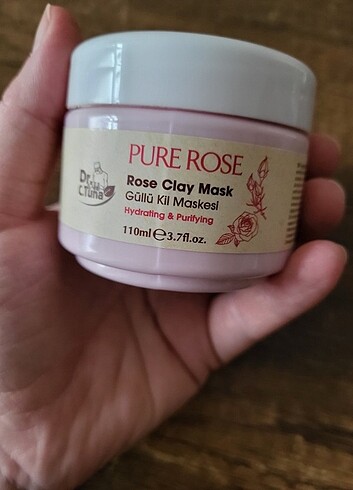 PURE ROSE
Dr.
C.Tuna
Rose Clay Mask
Güllü Kil Maskesi
Hydrating & Purifying
110ml e 3.7fl.oz.